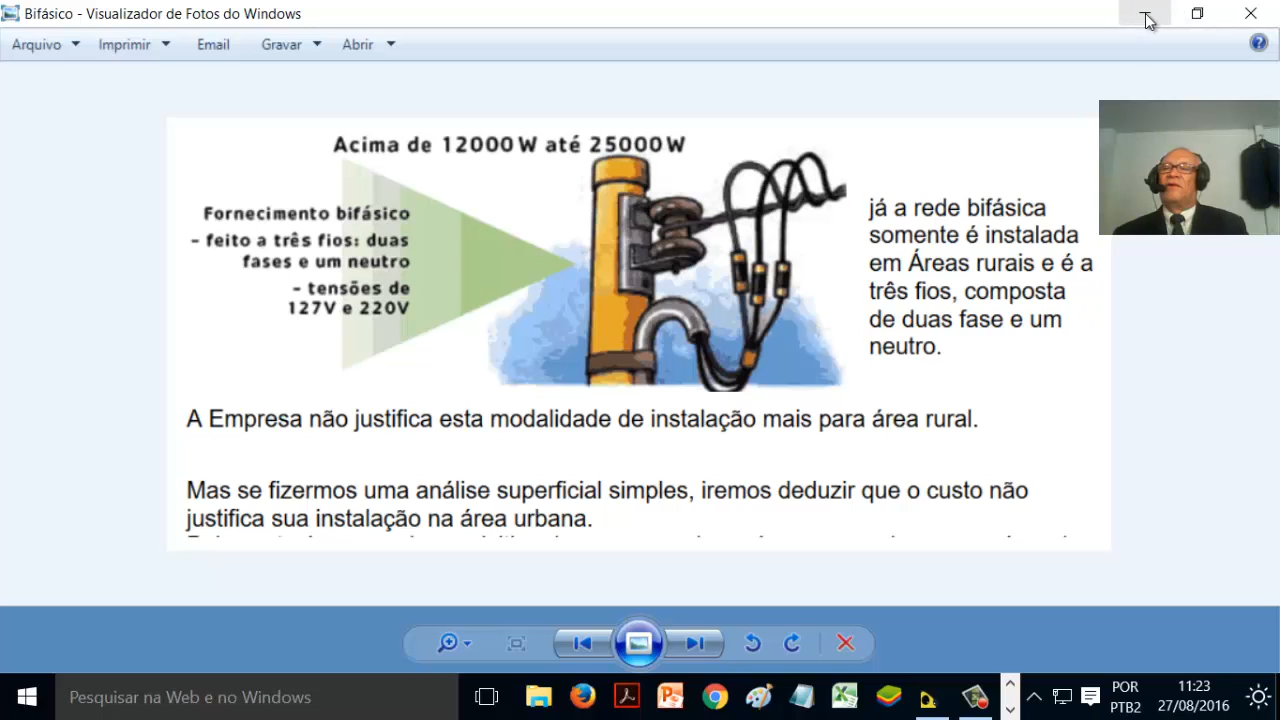 Bifásico - Visualizador de Fotos do Windows
Arquivo Imprimir Email Gravar Abrir
Acima de 12000 W até 25000 W
Fornecimento bifásico
- feito a três fios: duas
fases e um neutro
- tensões de
127V e 220V
já a rede bifásica
somente é instalada
em Áreas rurais e é a
três fios, composta
de duas fase e um
neutro.
A Empresa não justifica esta modalidade de instalação mais para área rural.
Mas se fizermos uma análise superficial simples, iremos deduzir que o custo não
justifica sua instalação na área urbana.
Pesquisar na Web e no Windows
POR
PTB2
11:23
27/08/2016